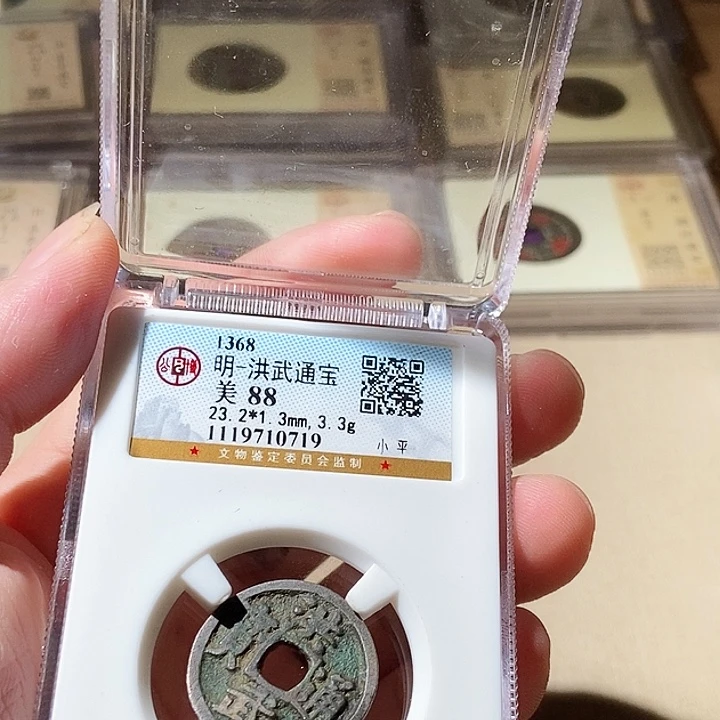 1368
明-洪武通宝
美 88
23.2*1.3mm,3.3g
1119710719
小平
★ 文物鉴定委员会监制 ★